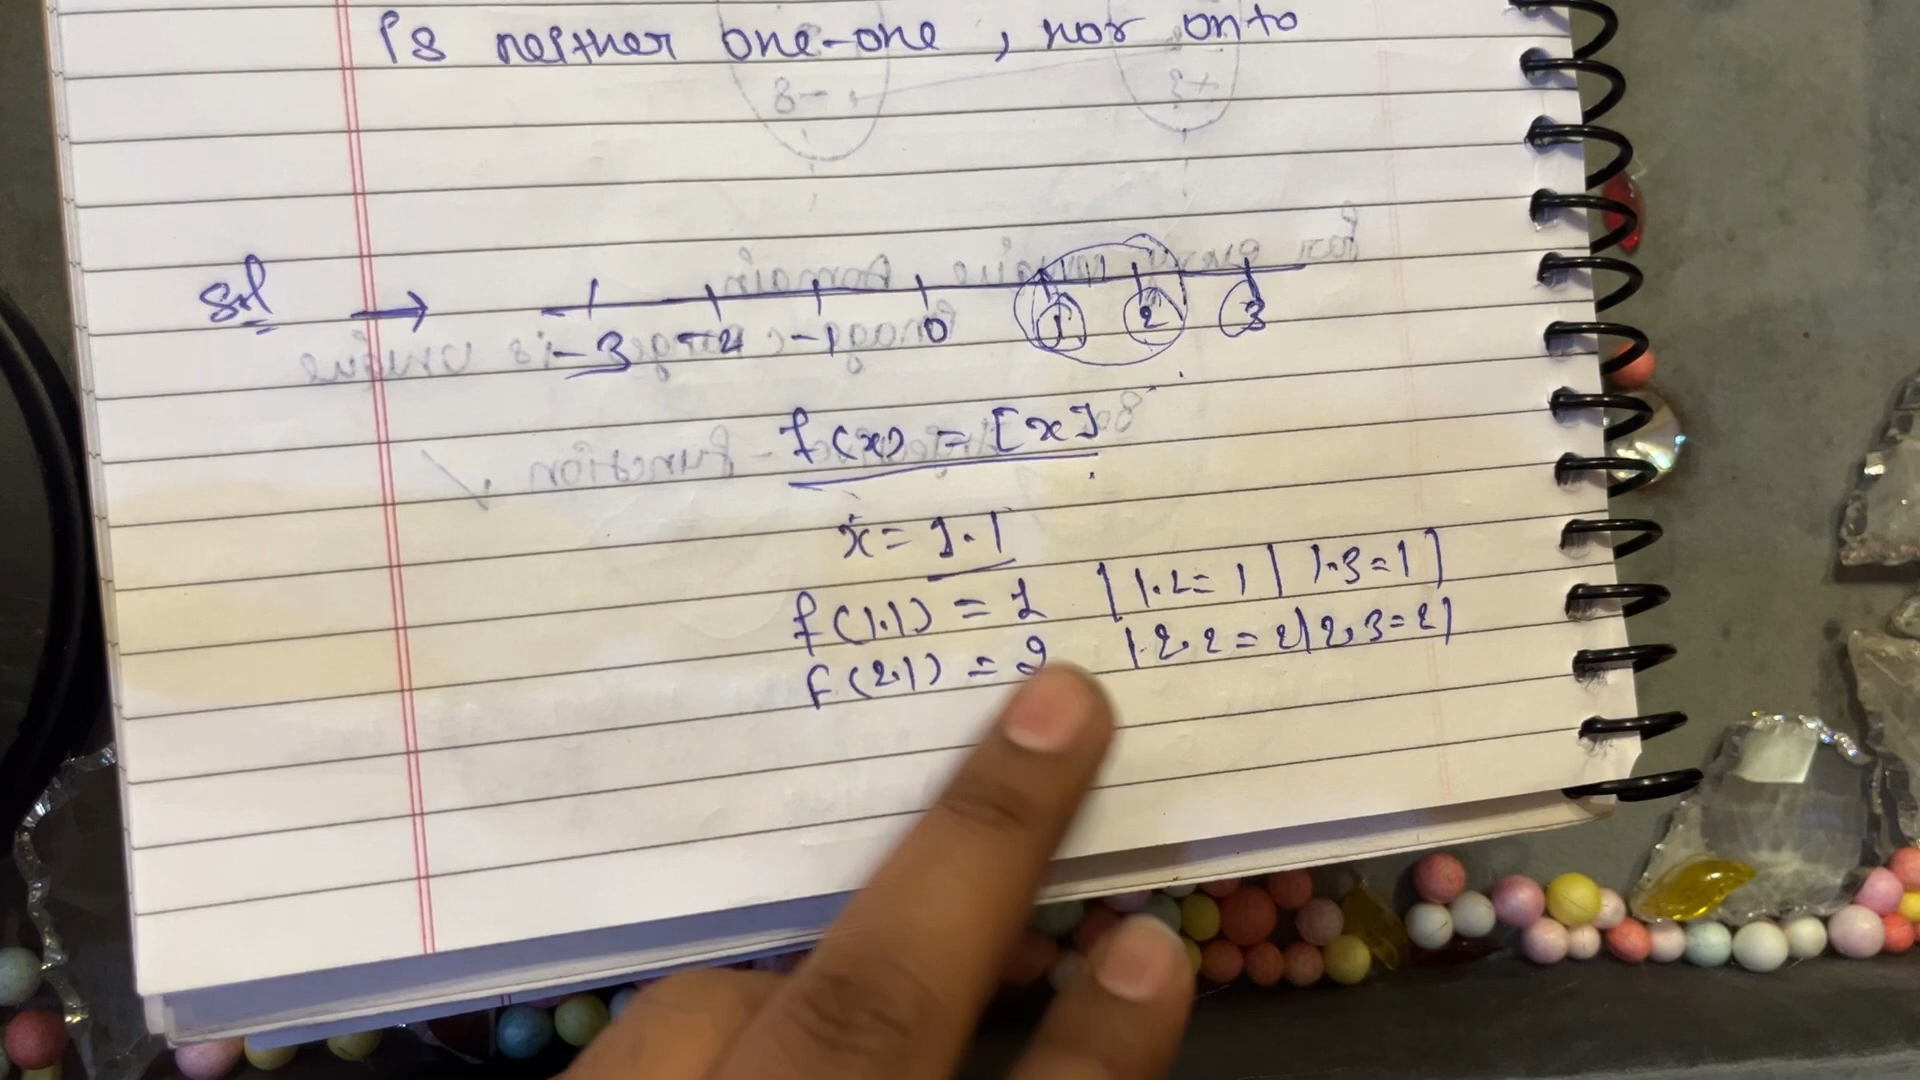 is neither one-one, nor onto
Sol → -3 -2 -1 0 1 2 3
f(x) = [x]
x = 1.1
f(1.1) = 1 | 1.2 = 1 | 1.3 = 1 |
f(2.1) = 2 | 2.2 = 2 | 2.3 = 2 |